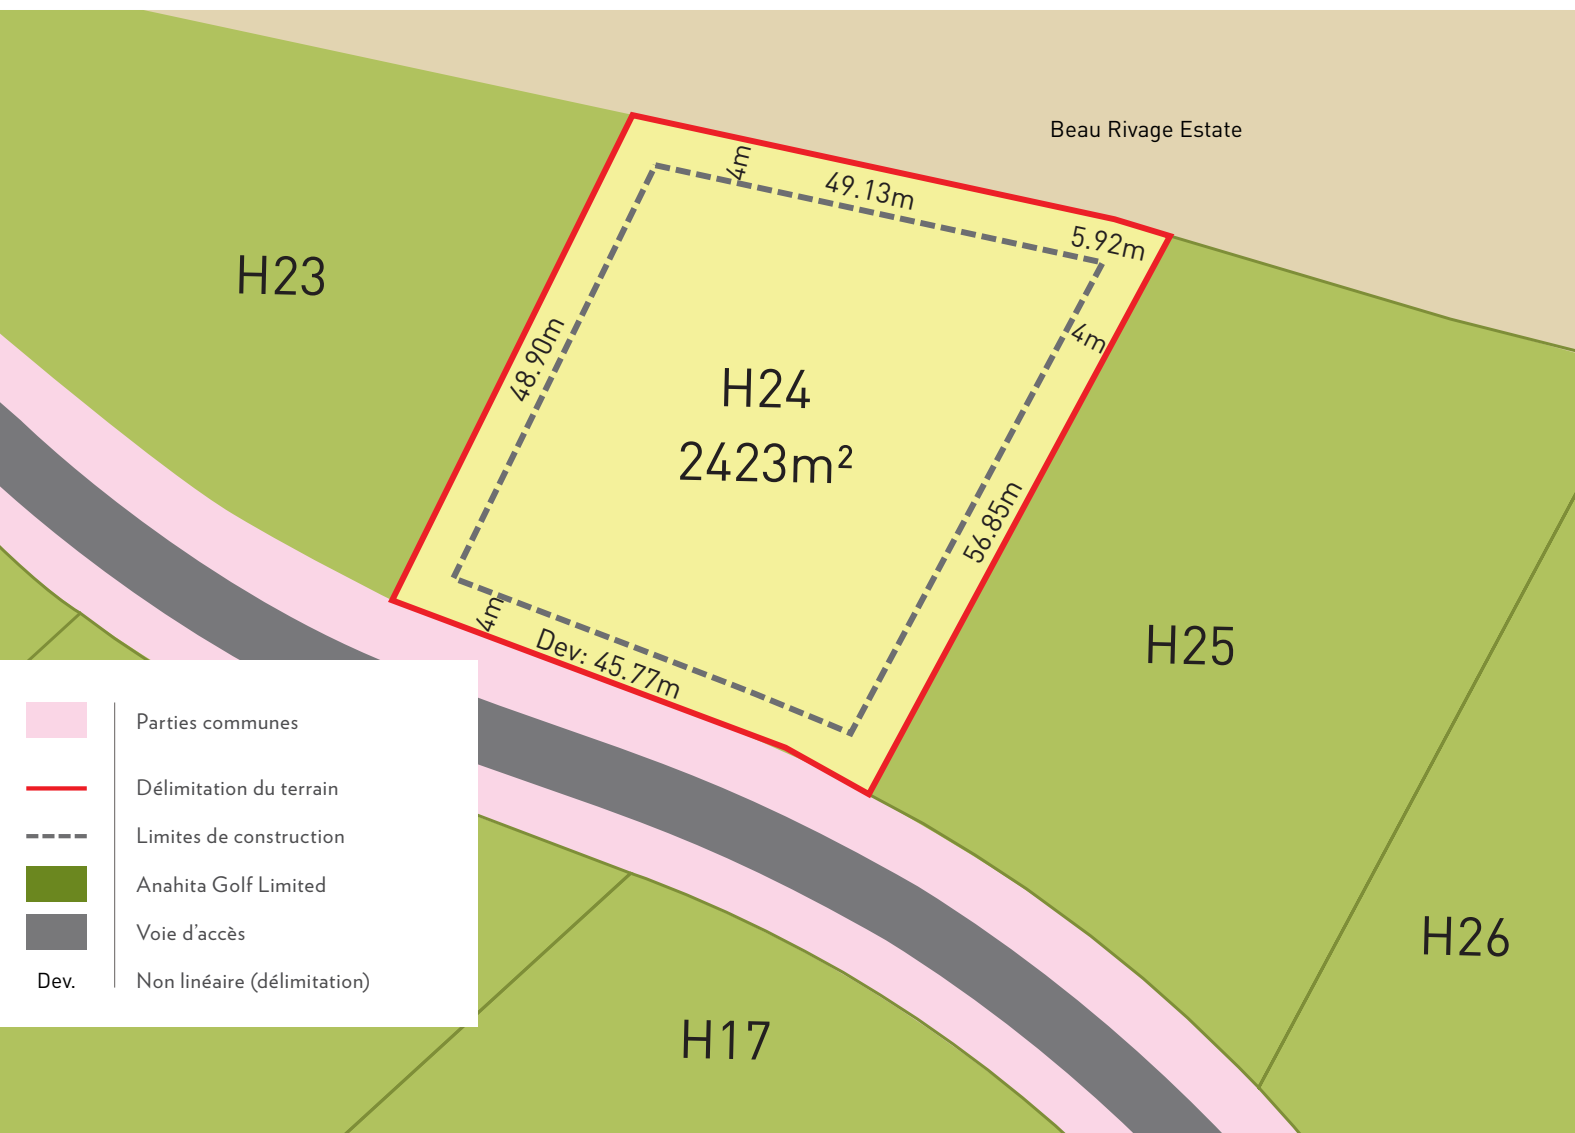 Beau Rivage Estate
4m
49.13m
5.92m
H23
4m
48.90m
H24
2423m²
56.85m
4m
Dev: 45.77m
H25
H26
H17
Parties communes
Délimitation du terrain
Limites de construction
Anahita Golf Limited
Voie d'accès
Dev. Non linéaire (délimitation)